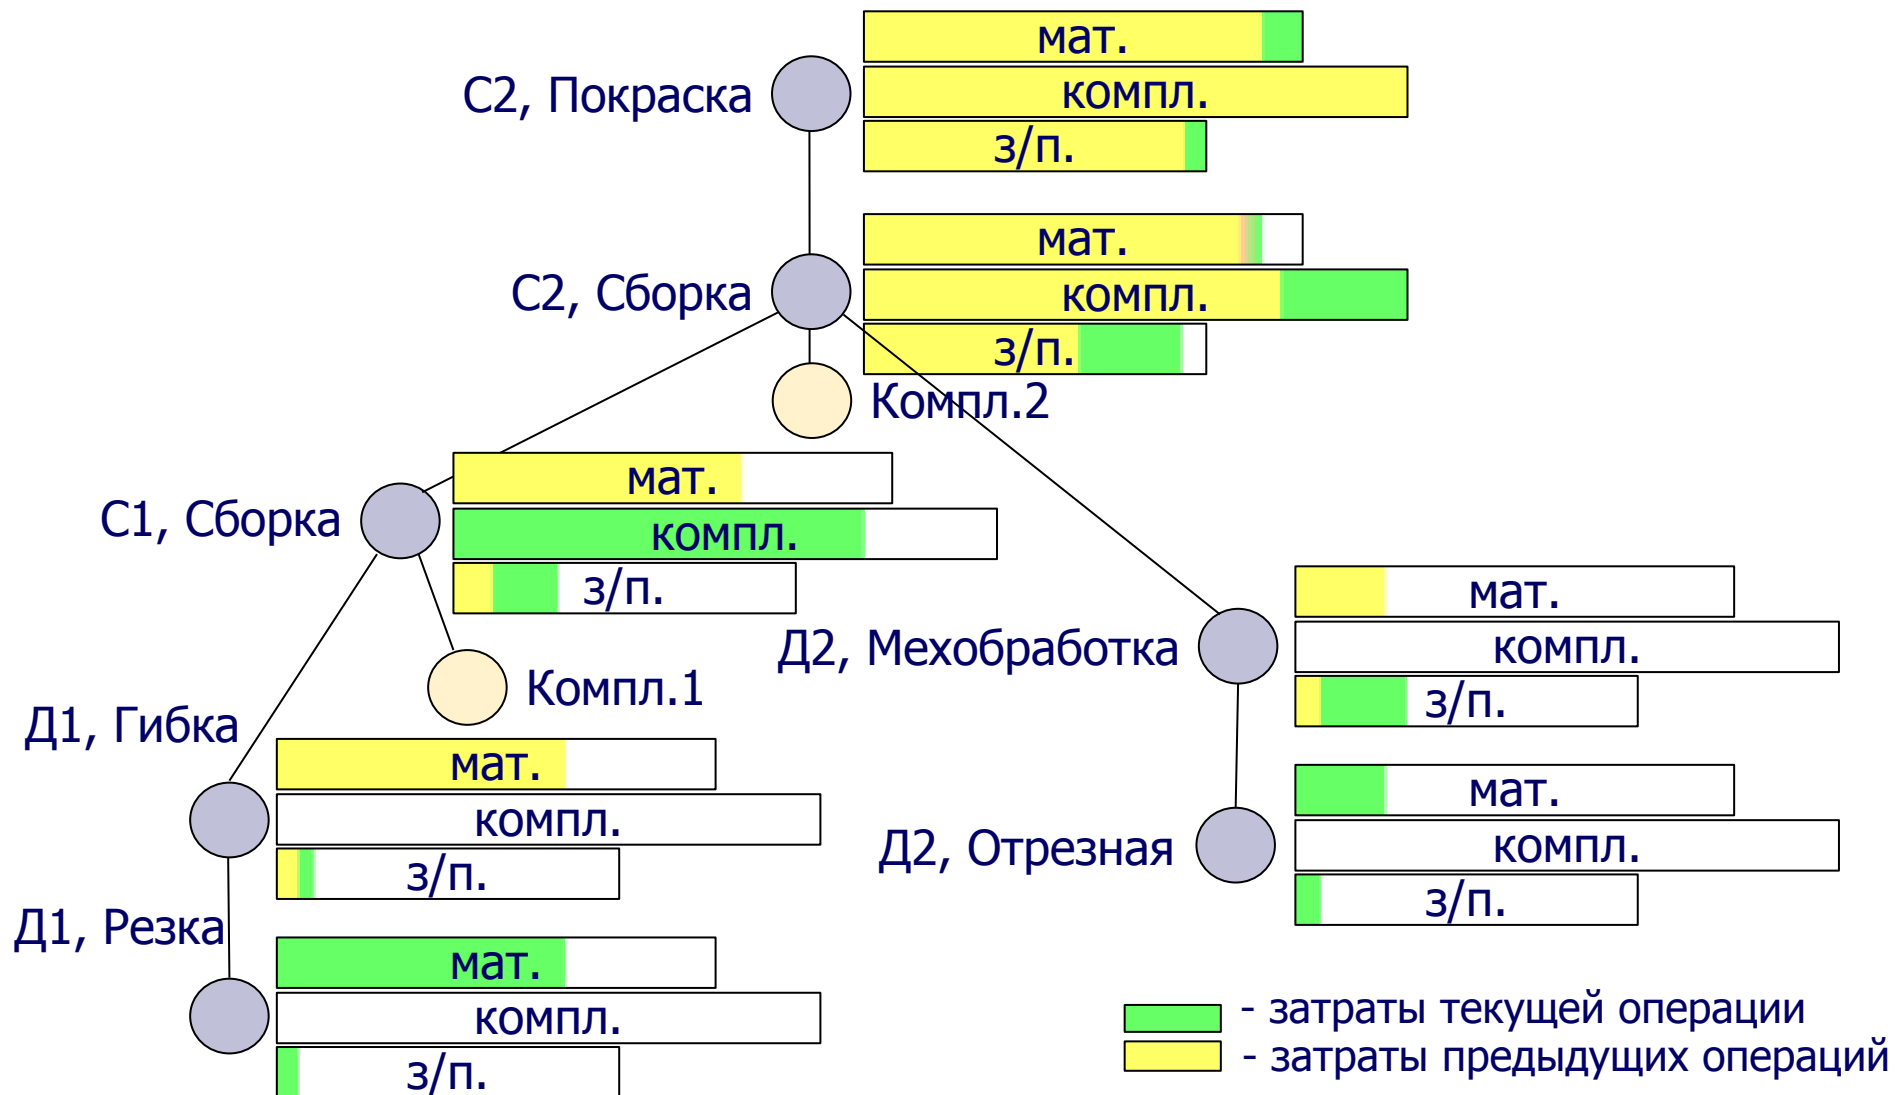 мат.
С2, Покраска
компл.
з/п.
мат.
С2, Сборка
компл.
з/п.
Компл.2
мат.
С1, Сборка
компл.
з/п.
мат.
Д2, Мехобработка
компл.
з/п.
Компл.1
Д1, Гибка
мат.
компл.
з/п.
мат.
Д2, Отрезная
компл.
з/п.
Д1, Резка
мат.
компл.
з/п.
- затраты текущей операции
- затраты предыдущих операций